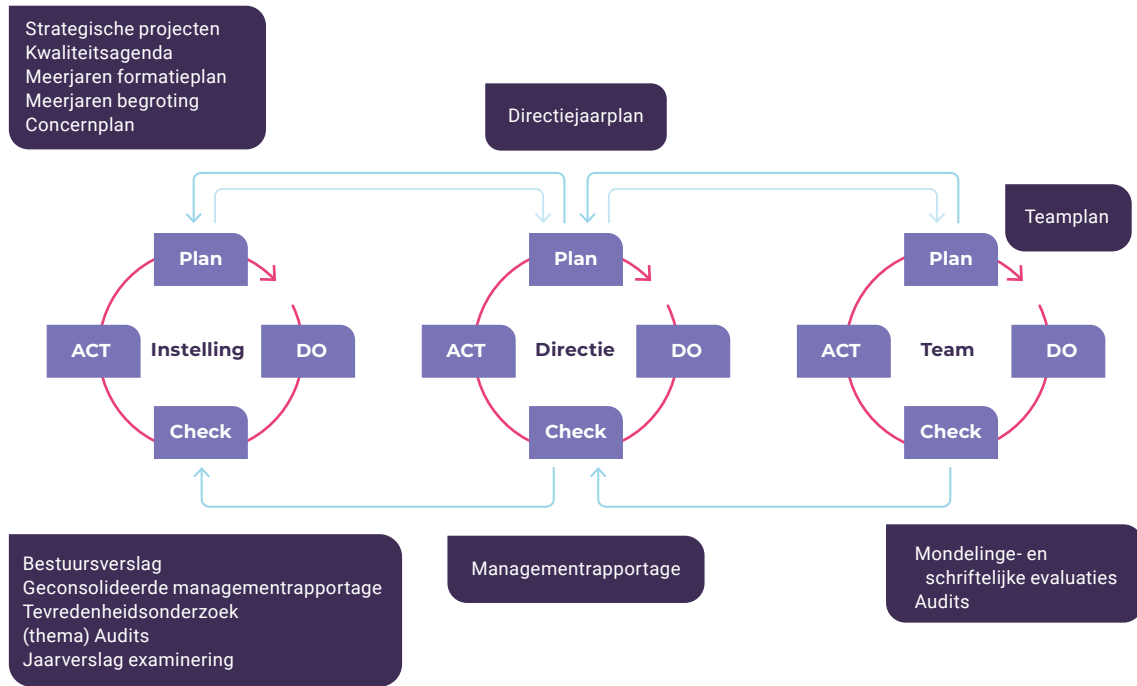 Strategische projecten
Kwaliteitsagenda
Meerjaren formatieplan
Meerjaren begroting
Concernplan
Directiejaarplan
Teamplan
Plan
Plan
Plan
ACT
Instelling
DO
ACT
Directie
DO
ACT
Team
DO
Check
Check
Check
Bestuursverslag
Geconsolideerde managementrapportage
Tevredenheidsonderzoek
(thema) Audits
Jaarverslag examinering
Managementrapportage
Mondelinge- en
schriftelijke evaluaties
Audits